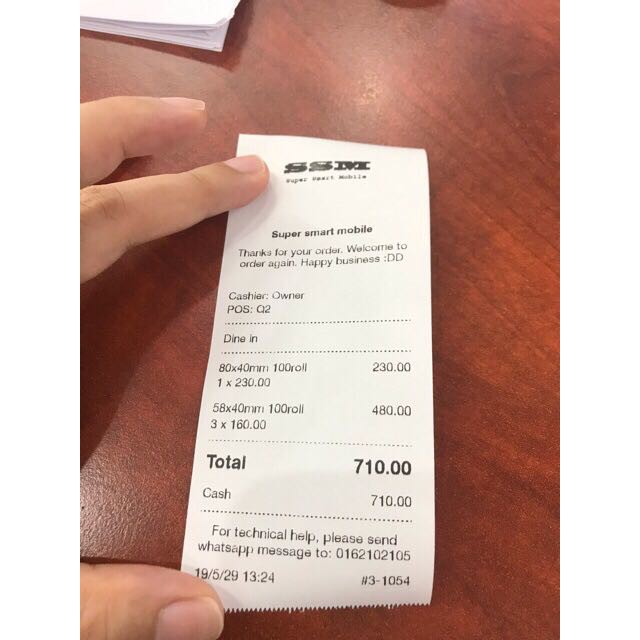 SSM
Super Smart Mobile
Super smart mobile
Thanks for your order. Welcome to
order again. Happy business :DD
Cashier: Owner
POS: Q2
Dine in
80x40mm 100roll 230.00
1 x 230.00
58x40mm 100roll 480.00
3 x 160.00
Total 710.00
Cash 710.00
For technical help, please send
whatsapp message to: 0162102105
19/5/29 13:24 #3-1054